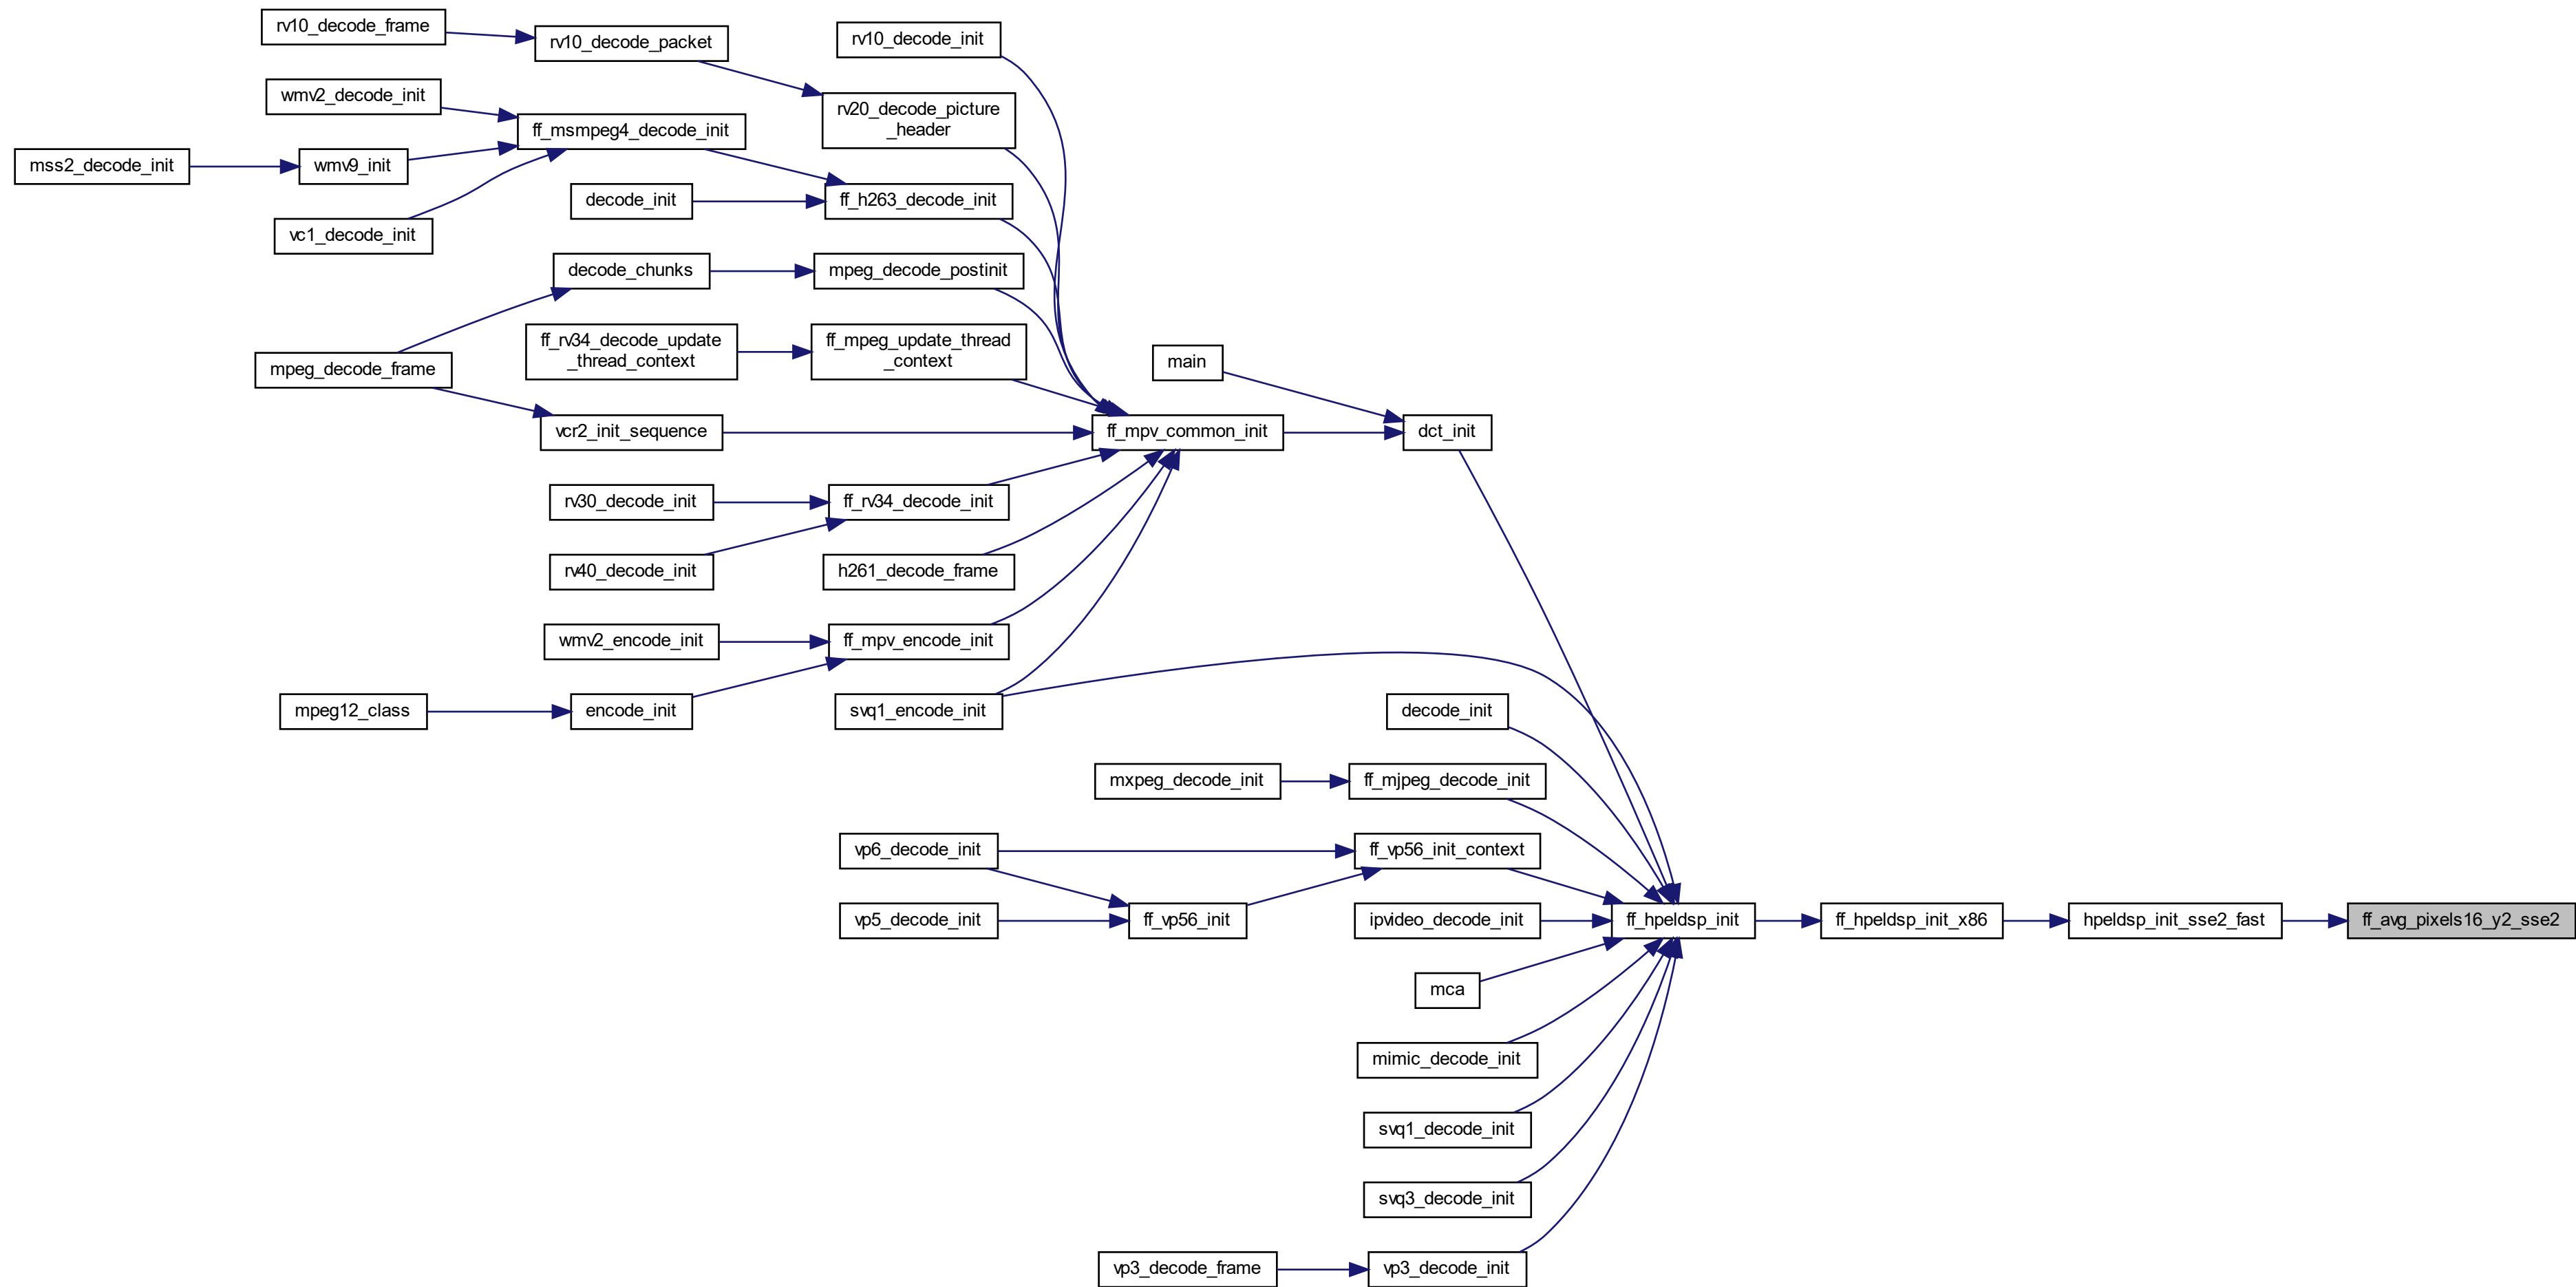 rv10_decode_frame
rv10_decode_packet
rv10_decode_init
wmv2_decode_init
rv20_decode_picture
_header
ff_msmpeg4_decode_init
mss2_decode_init
wmv9_init
decode_init
ff_h263_decode_init
vc1_decode_init
decode_chunks
mpeg_decode_postinit
ff_rv34_decode_update
_thread_context
ff_mpeg_update_thread
_context
main
mpeg_decode_frame
vcr2_init_sequence
ff_mpv_common_init
dct_init
rv30_decode_init
ff_rv34_decode_init
rv40_decode_init
h261_decode_frame
wmv2_encode_init
ff_mpv_encode_init
mpeg12_class
encode_init
svq1_encode_init
decode_init
mxpeg_decode_init
ff_mjpeg_decode_init
vp6_decode_init
ff_vp56_init_context
vp5_decode_init
ff_vp56_init
ipvideo_decode_init
ff_hpeldsp_init
ff_hpeldsp_init_x86
hpeldsp_init_sse2_fast
ff_avg_pixels16_y2_sse2
mca
mimic_decode_init
svq1_decode_init
svq3_decode_init
vp3_decode_frame
vp3_decode_init